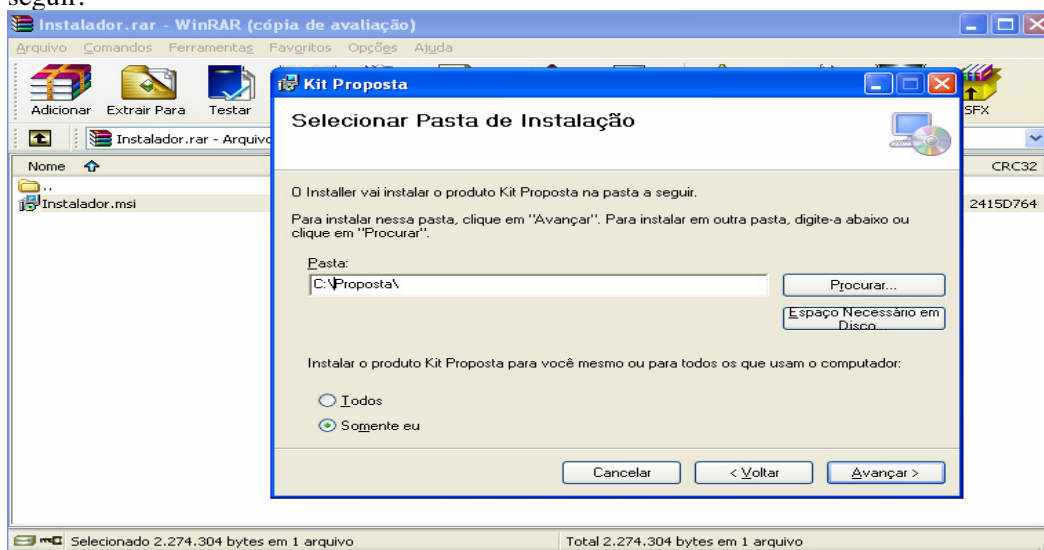 seguir:
Instalador.rar - WinRAR (cópia de avaliação)
Arquivo Comandos Ferramentas Favoritos Opções Ajuda
Adicionar Extrair Para Testar
SFX
Instalador.rar - Arquivo
Nome
CRC32
..
Instalador.msi
2415D764
Kit Proposta
Selecionar Pasta de Instalação
O Installer vai instalar o produto Kit Proposta na pasta a seguir.
Para instalar nessa pasta, clique em "Avançar". Para instalar em outra pasta, digite-a abaixo ou
clique em "Procurar".
Pasta:
C:\Proposta\
Procurar...
Espaço Necessário em
Disco...
Instalar o produto Kit Proposta para você mesmo ou para todos os que usam o computador:
Todos
Somente eu
Cancelar < Voltar Avançar >
Selecionado 2.274.304 bytes em 1 arquivo
Total 2.274.304 bytes em 1 arquivo